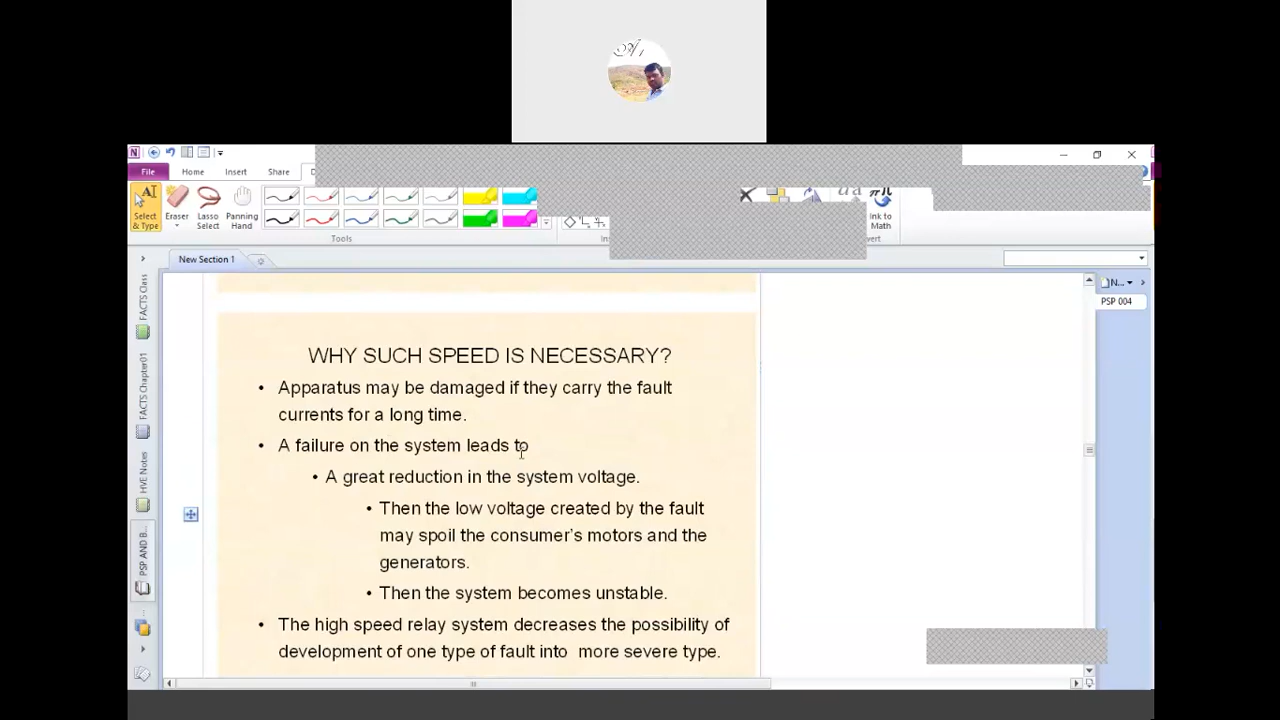 A
File Home Insert Share
Select & Type
Eraser
Lasso Select
Panning Hand
Ink to Math
Tools
New Section 1
N...
PSP 004
FACTS Class
FACTS Chapter01
HVE Notes
PSP AND B...
WHY SUCH SPEED IS NECESSARY?
• Apparatus may be damaged if they carry the fault
currents for a long time.
• A failure on the system leads to
• A great reduction in the system voltage.
• Then the low voltage created by the fault
may spoil the consumer's motors and the
generators.
• Then the system becomes unstable.
• The high speed relay system decreases the possibility of
development of one type of fault into more severe type.